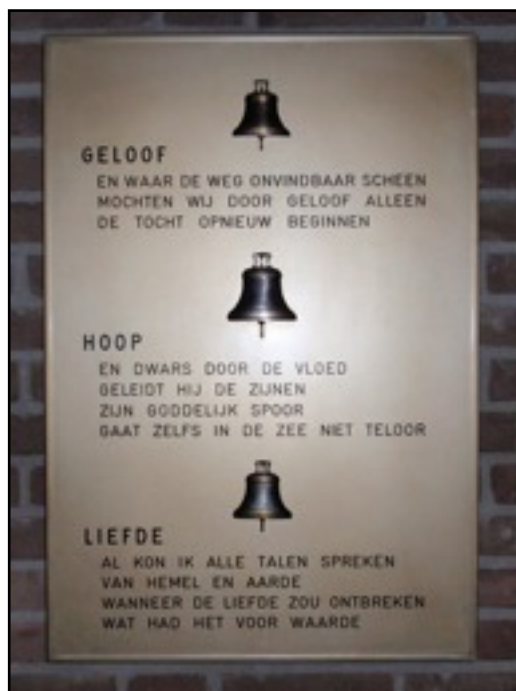 GELOOF
EN WAAR DE WEG ONVINDBAAR SCHEEN
MOCHTEN WIJ DOOR GELOOF ALLEEN
DE TOCHT OPNIEUW BEGINNEN
HOOP
EN DWARS DOOR DE VLOED
GELEIDT HIJ DE ZIJNEN
ZIJN GODDELIJK SPOOR
GAAT ZELFS IN DE ZEE NIET TELOOR
LIEFDE
AL KON IK ALLE TALEN SPREKEN
VAN HEMEL EN AARDE
WANNEER DE LIEFDE ZOU ONTBREKEN
WAT HAD HET VOOR WAARDE